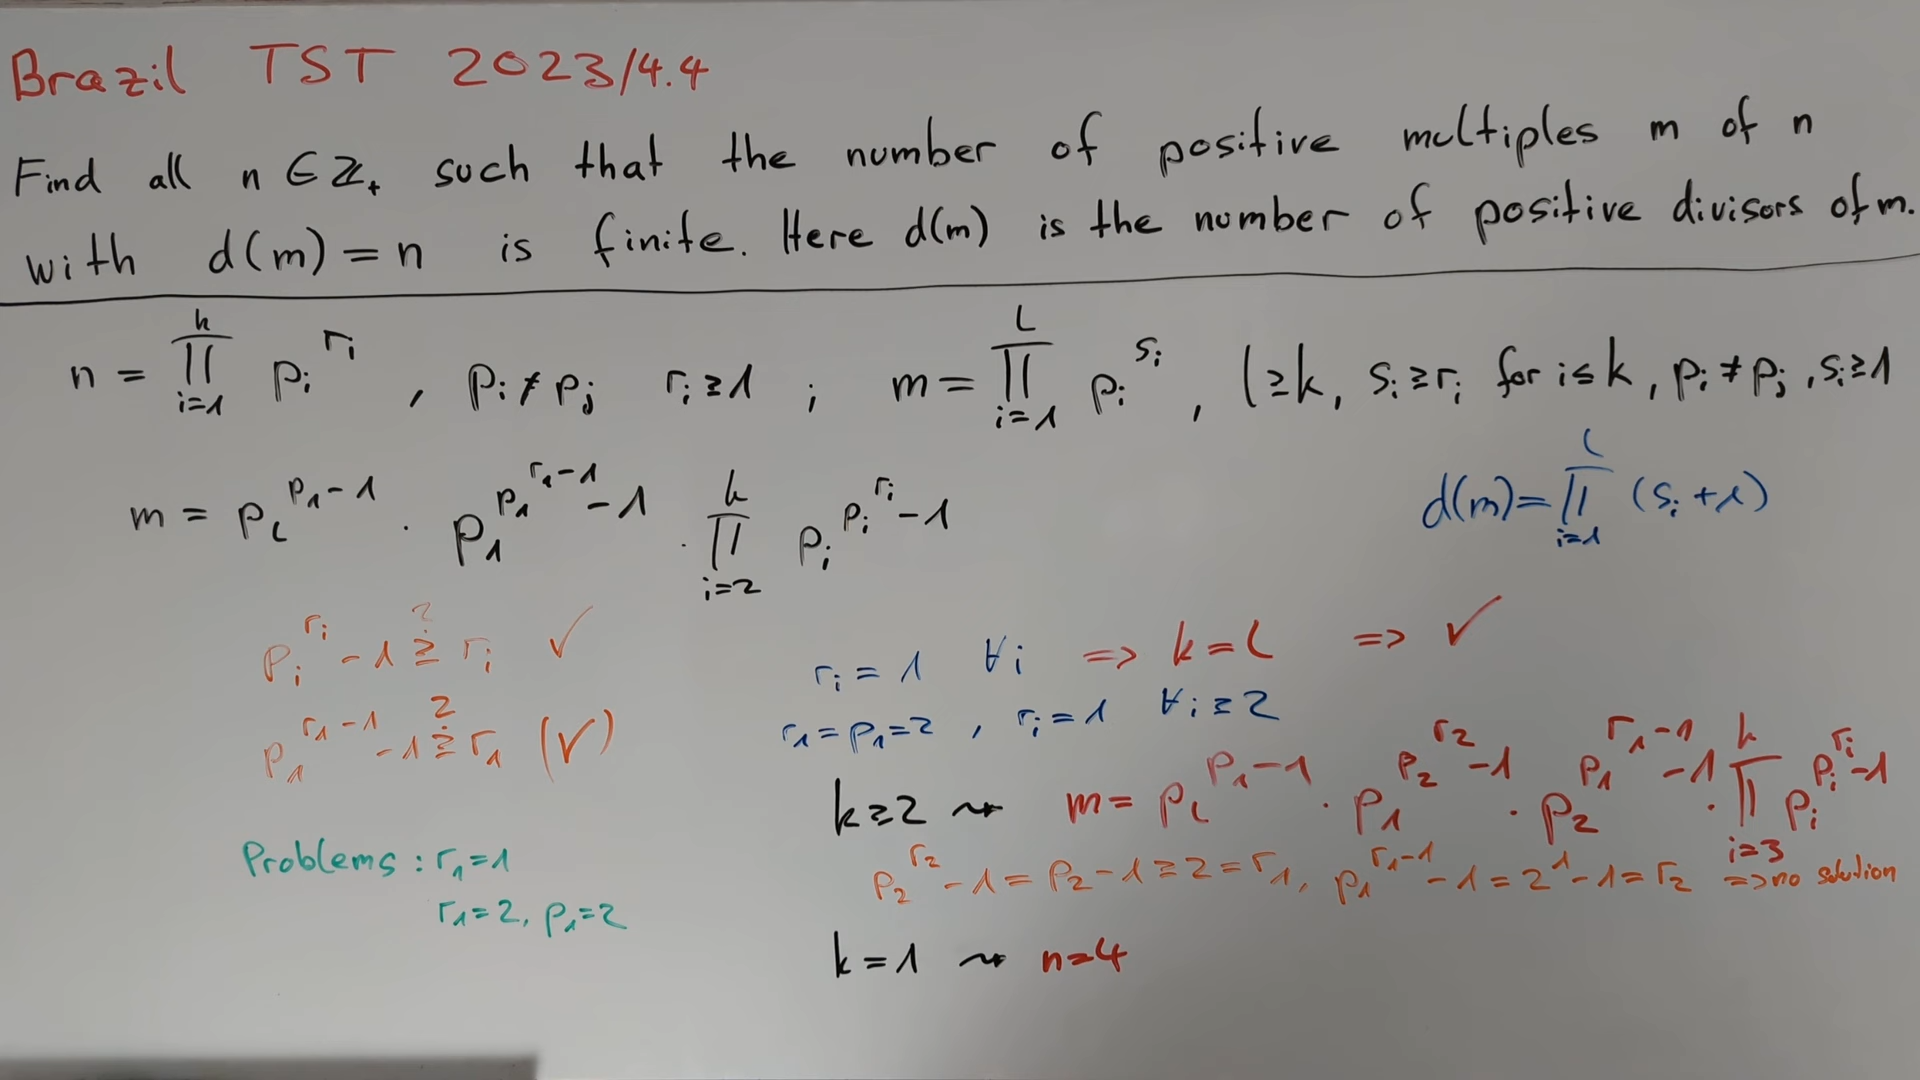 Brazil TST 2023/4.4
Find all n ∈ ℤ₊ such that the number of positive multiples m of n
with d(m) = n is finite. Here d(m) is the number of positive divisors of m.
n = ∏_{i=1}^{k} p_i^{r_i} , p_i ≠ p_j r_i ≥ 1 ; m = ∏_{i=1}^{l} p_i^{s_i} , l ≥ k, s_i ≥ r_i for i ≤ k, p_i ≠ p_j, s_i ≥ 1
m = p_l^{p_1-1} · p_1^{p_1^{r_1-1}-1} · ∏_{i=2}^{k} p_i^{p_i^{r_i}-1}
d(m) = ∏_{i=1}^{l} (s_i + 1)
p_i^{r_i} - 1 ≥? r_i ✓
p_1^{r_1-1} - 1 ≥? r_1 (✓)
Problems : r_1 = 1
r_1 = 2, p_1 = 2
r_i = 1 ∀i => k = l => ✓
r_1 = p_1 = 2 , r_i = 1 ∀i ≥ 2
k ≥ 2 ⇝ m = p_l^{p_1-1} · p_1^{p_2^{r_2}-1} · p_2^{p_1^{r_1-1}-1} · ∏_{i=3}^{k} p_i^{p_i^{r_i}-1}
p_2^{r_2} - 1 = p_2 - 1 ≥ 2 = r_1, p_1^{r_1-1} - 1 = 2^1 - 1 = r_2 => no solution
k = 1 ⇝ n = 4